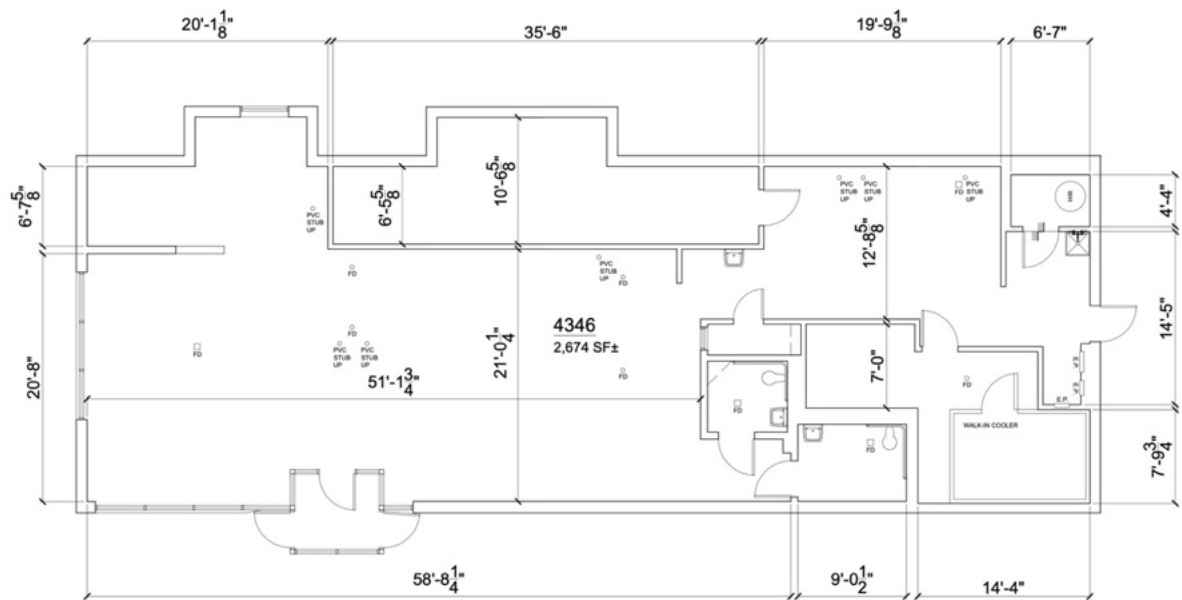 20'-1 1/8"
35'-6"
19'-9 1/8"
6'-7"
6'-7 5/8"
6'-5 5/8"
10'-6 5/8"
PVC
STUB
UP
PVC
STUB
UP
PVC
STUB
UP
FD
PVC
STUB
UP
WH
4'-4"
12'-8 5/8"
PVC
STUB
UP
FD
FD
FD
4346
2,674 SF±
21'-0 1/4"
14'-5"
FD
PVC
STUB
UP
PVC
STUB
UP
FD
20'-8"
51'-1 3/4"
7'-0"
FD
FD
E.P.
E.P.
E.P.
FD
FD
WALK-IN COOLER
7'-9 3/4"
58'-8 1/4"
9'-0 1/2"
14'-4"